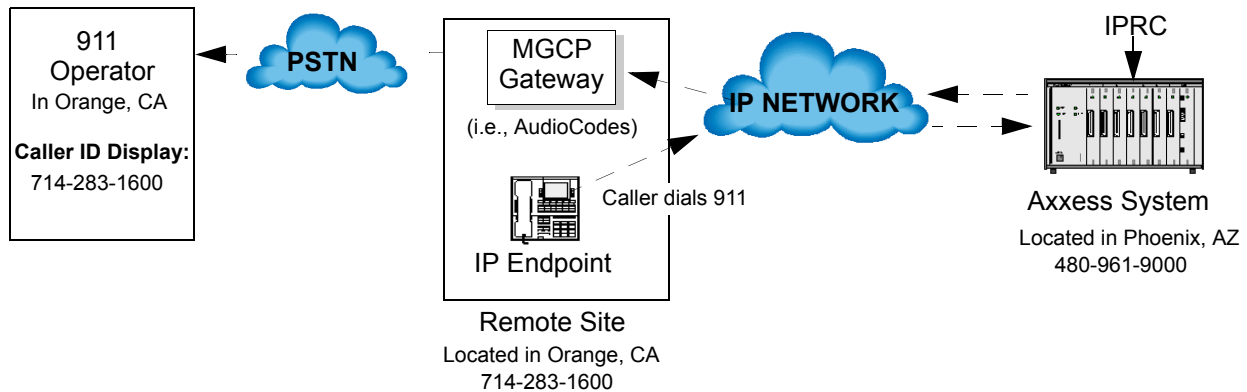 911
Operator
In Orange, CA
Caller ID Display:
714-283-1600
PSTN
MGCP
Gateway
(i.e., AudioCodes)
IP Endpoint
Caller dials 911
Remote Site
Located in Orange, CA
714-283-1600
IP NETWORK
IPRC
Axxess System
Located in Phoenix, AZ
480-961-9000